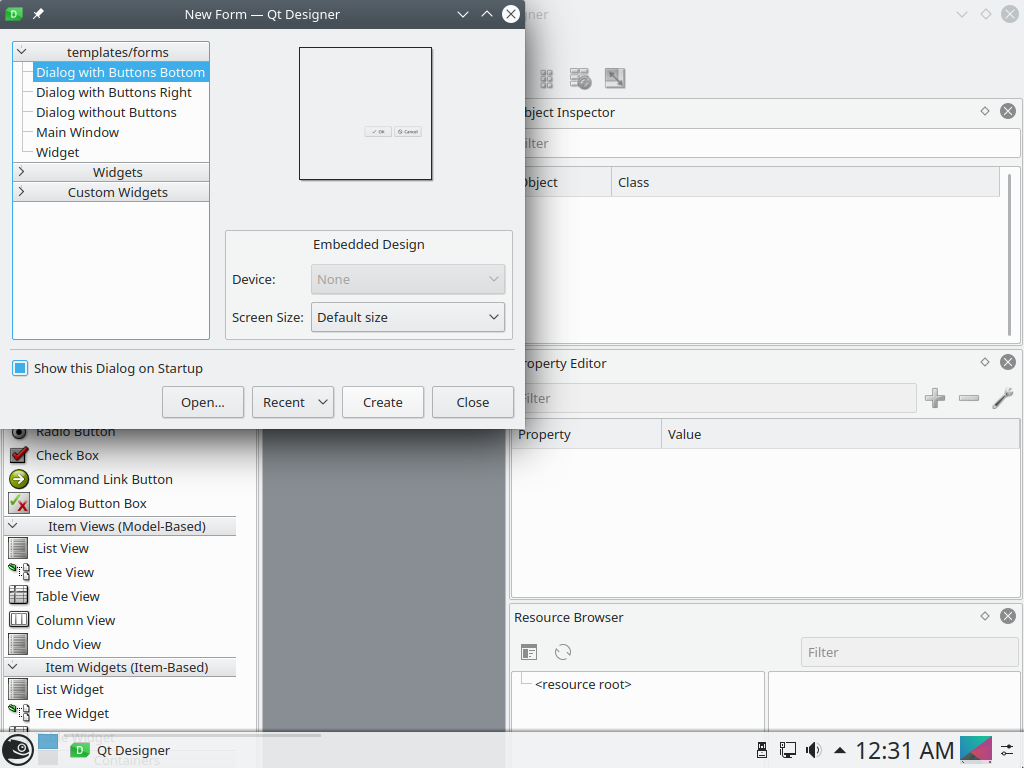 New Form — Qt Designer
templates/forms
Dialog with Buttons Bottom
Dialog with Buttons Right
Dialog without Buttons
Main Window
Widget
Widgets
Custom Widgets
OK
Cancel
Embedded Design
Device:
None
Screen Size:
Default size
Show this Dialog on Startup
Open...
Recent
Create
Close
Object Inspector
Filter
Object
Class
Property Editor
Filter
Property
Value
Radio Button
Check Box
Command Link Button
Dialog Button Box
Item Views (Model-Based)
List View
Tree View
Table View
Column View
Undo View
Item Widgets (Item-Based)
List Widget
Tree Widget
Containers
Resource Browser
Filter
<resource root>
Qt Designer
12:31 AM